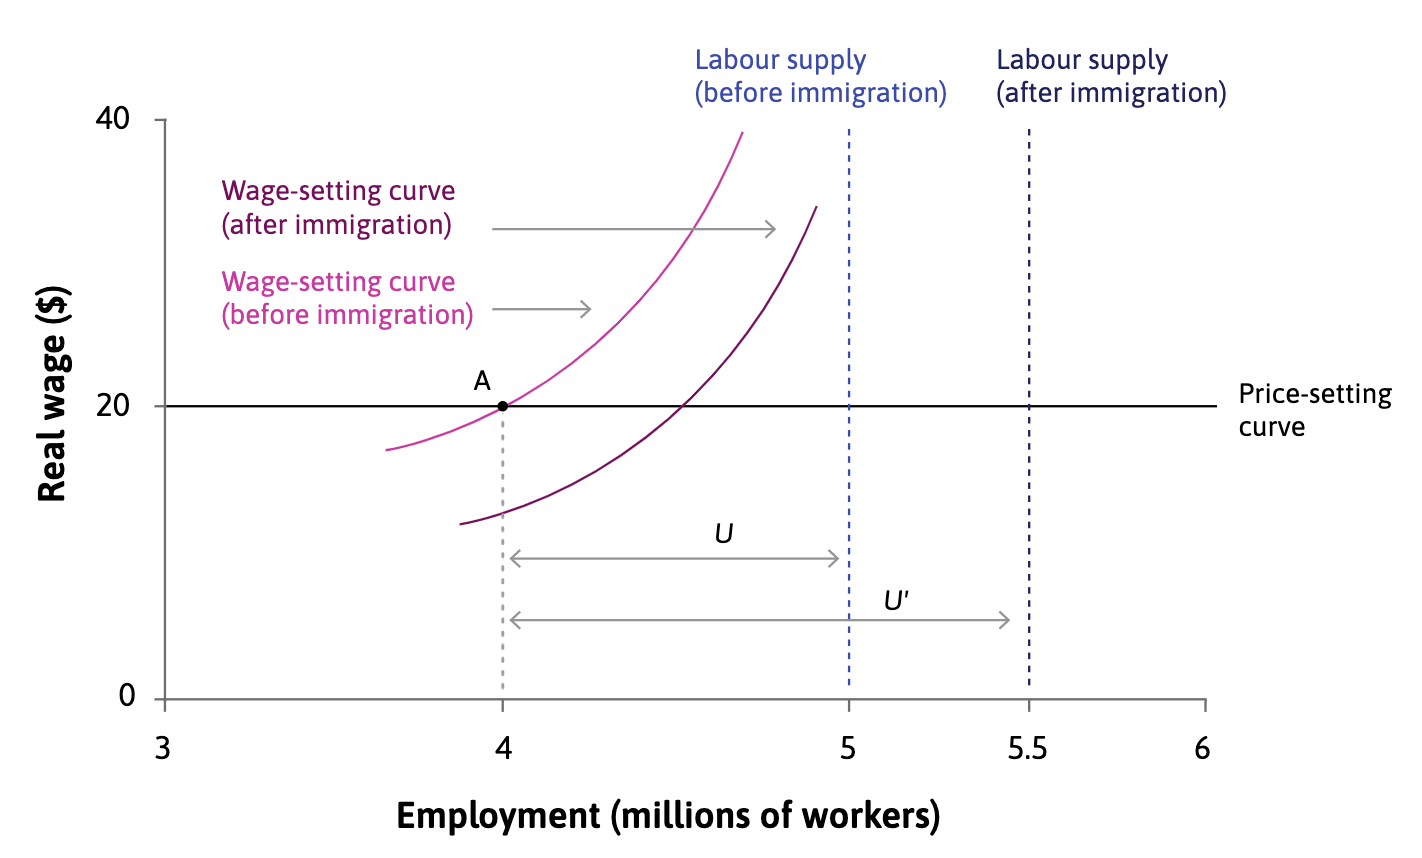 Labour supply
(before immigration)
Labour supply
(after immigration)
40
Wage-setting curve
(after immigration)
Wage-setting curve
(before immigration)
A
20
Price-setting
curve
Real wage ($)
U
U'
0
3
4
5
5.5
6
Employment (millions of workers)